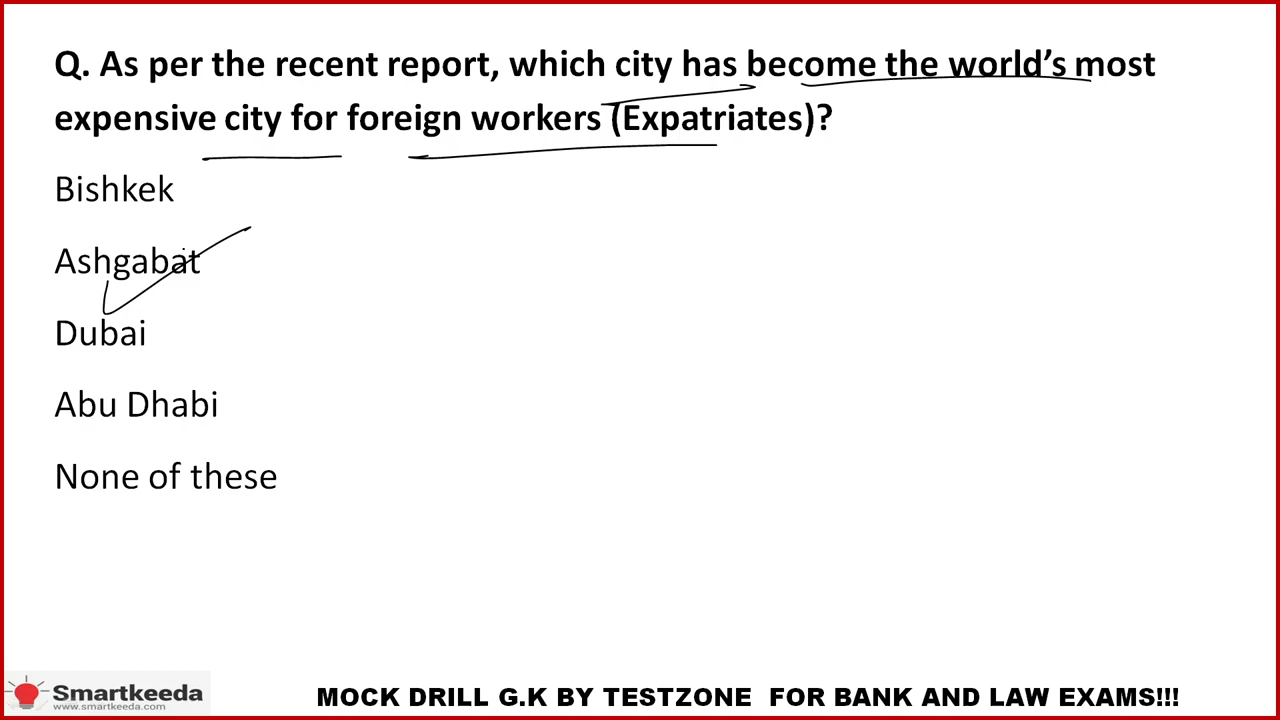 Q. As per the recent report, which city has become the world’s most
expensive city for foreign workers (Expatriates)?
Bishkek
Ashgabat
Dubai
Abu Dhabi
None of these
Smartkeeda
www.smartkeeda.com
MOCK DRILL G.K BY TESTZONE FOR BANK AND LAW EXAMS!!!